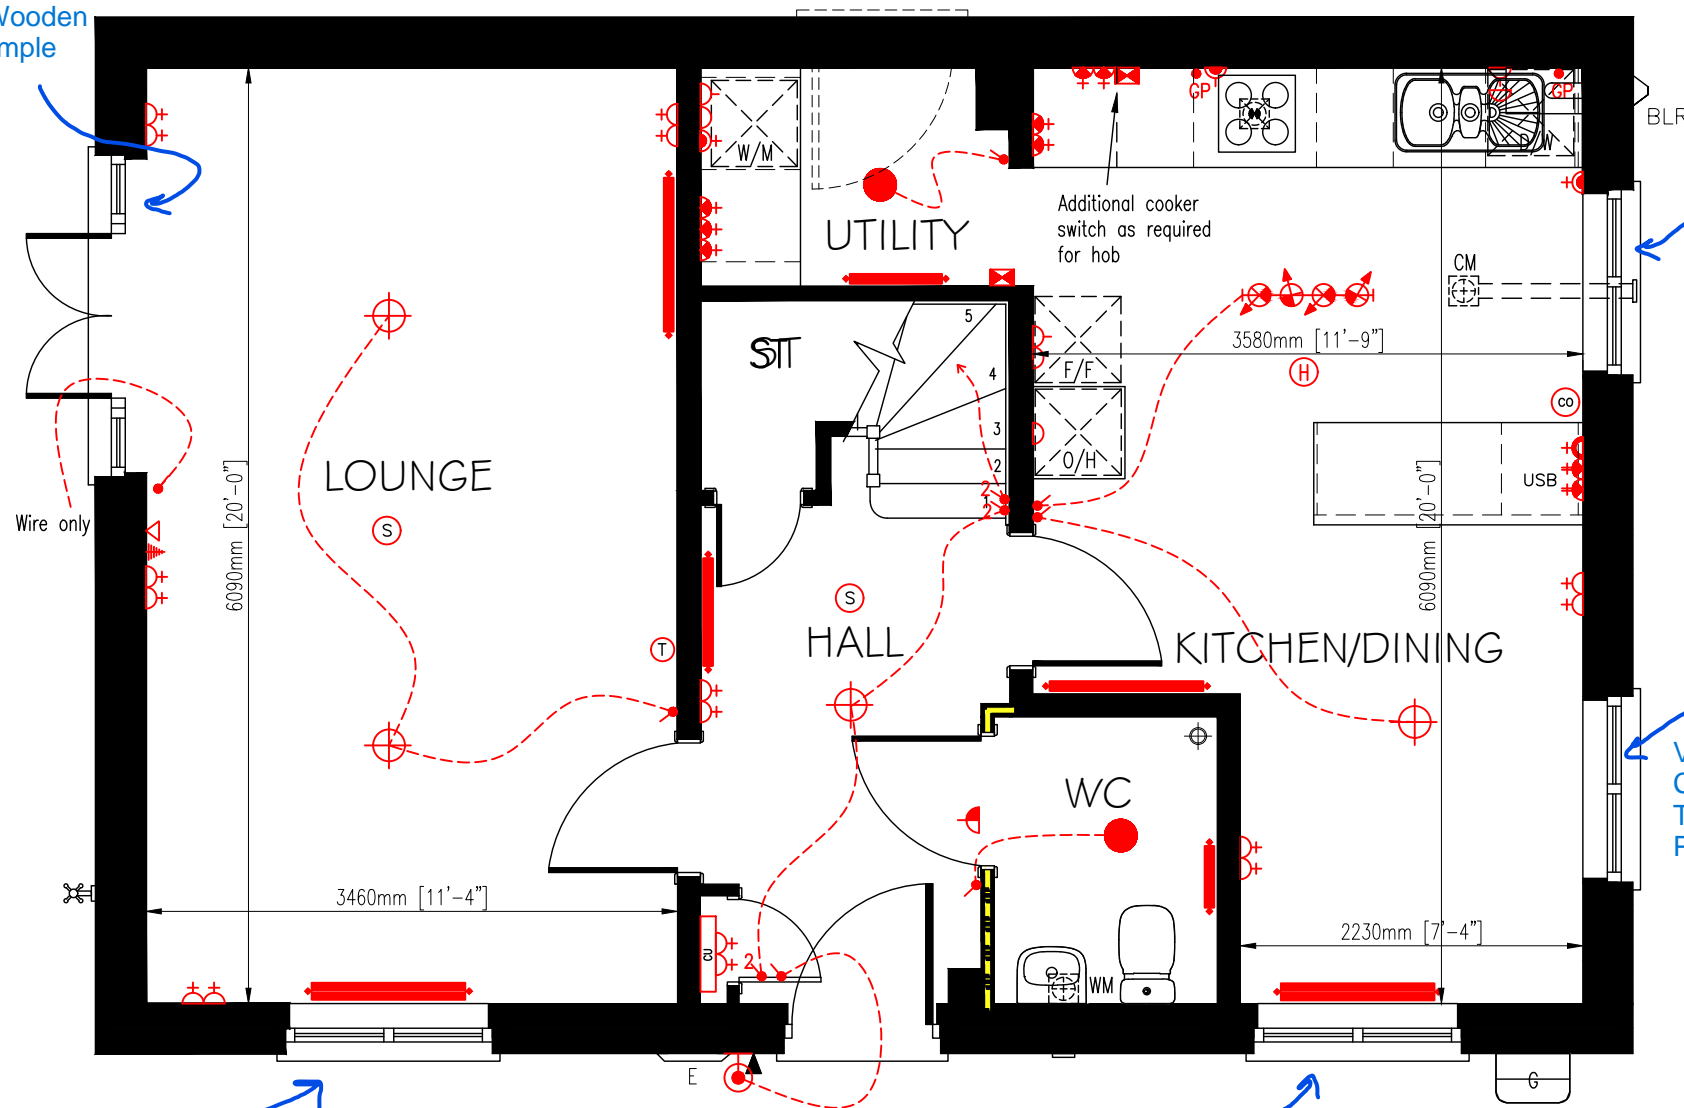 Wooden
W/M
GP
GP
BLR
D/W
Additional cooker
switch as required
for hob
UTILITY
CM
3580mm [11'-9"]
H
F/F
5
4
3
2
1
O/H
CO
USB
LOUNGE
S
Wire only
6090mm [20'-0"]
6090mm [20'-0"]
2
2
S
HALL
T
KITCHEN/DINING
WC
3460mm [11'-4"]
2230mm [7'-4"]
CU
2
WM
E
G